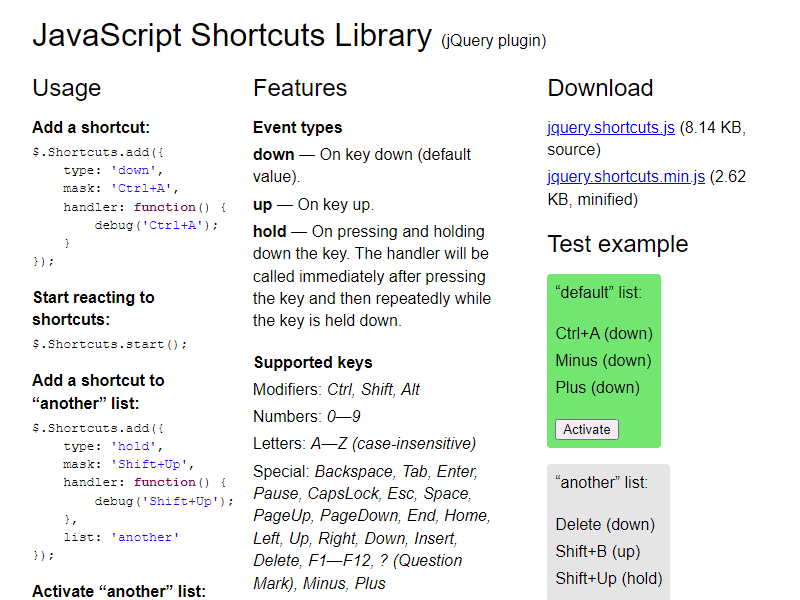 JavaScript Shortcuts Library (jQuery plugin)
Usage
Add a shortcut:
$.Shortcuts.add({
    type: 'down',
    mask: 'Ctrl+A',
    handler: function() {
        debug('Ctrl+A');
    }
});
Start reacting to
shortcuts:
$.Shortcuts.start();
Add a shortcut to
“another” list:
$.Shortcuts.add({
    type: 'hold',
    mask: 'Shift+Up',
    handler: function() {
        debug('Shift+Up');
    },
    list: 'another'
});
Activate “another” list:
Features
Event types
down — On key down (default
value).
up — On key up.
hold — On pressing and holding
down the key. The handler will be
called immediately after pressing
the key and then repeatedly while
the key is held down.
Supported keys
Modifiers: Ctrl, Shift, Alt
Numbers: 0—9
Letters: A—Z (case-insensitive)
Special: Backspace, Tab, Enter,
Pause, CapsLock, Esc, Space,
PageUp, PageDown, End, Home,
Left, Up, Right, Down, Insert,
Delete, F1—F12, ? (Question
Mark), Minus, Plus
Download
jquery.shortcuts.js (8.14 KB,
source)
jquery.shortcuts.min.js (2.62
KB, minified)
Test example
“default” list:
Ctrl+A (down)
Minus (down)
Plus (down)
Activate
“another” list:
Delete (down)
Shift+B (up)
Shift+Up (hold)